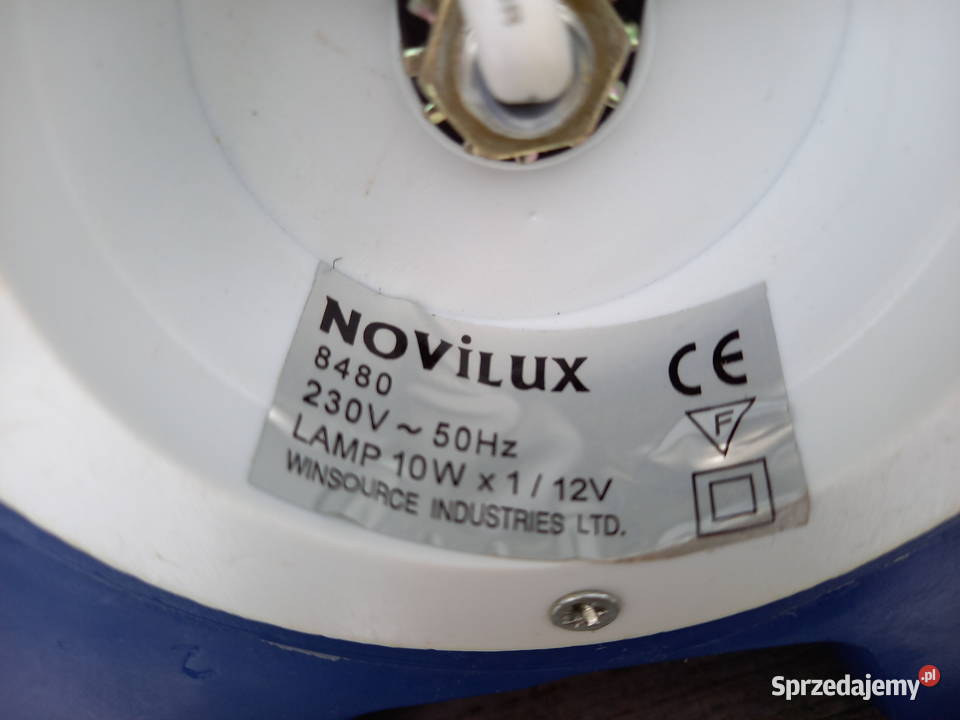 NOViLUX
8480
230V ~ 50Hz
LAMP 10W x 1 / 12V
WINSOURCE INDUSTRIES LTD.
CE
F
Sprzedajemy.pl